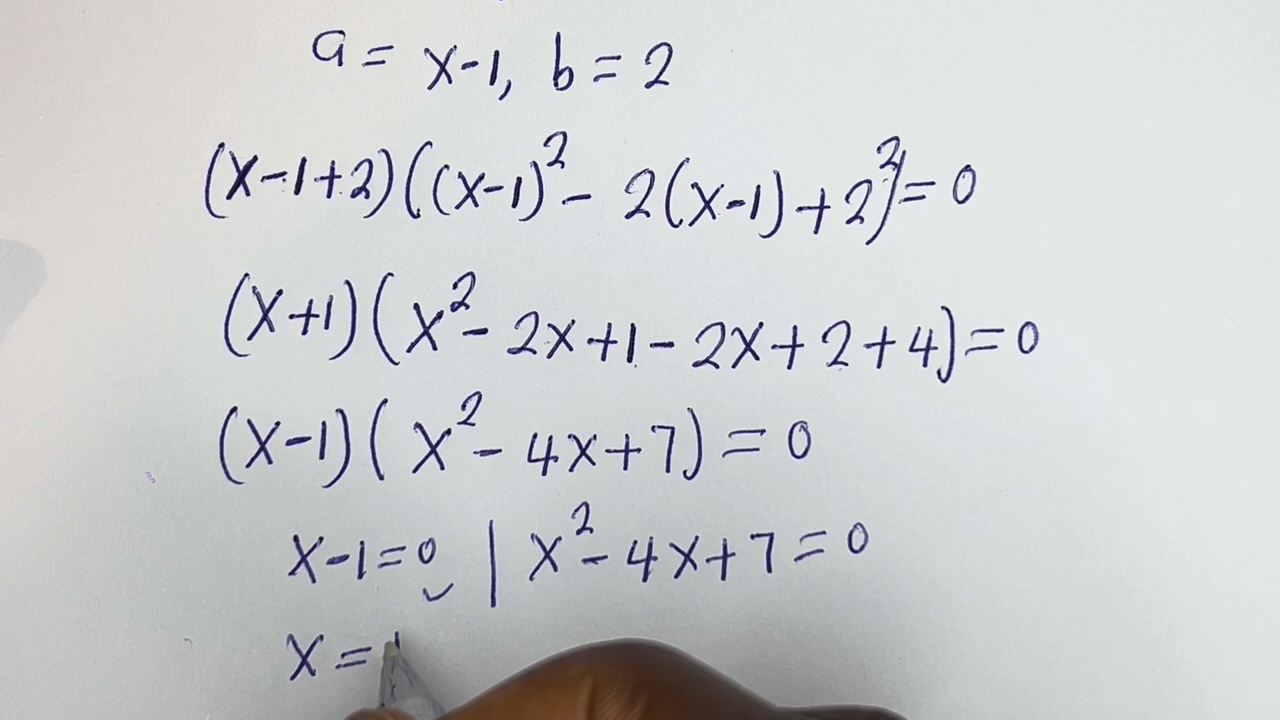 a = x-1, b = 2
(x-1+2)((x-1)² - 2(x-1)+2²)=0
(x+1)(x²- 2x+1- 2x+2+4)=0
(x-1)(x²- 4x+7)=0
x-1=0 | x²-4x+7=0
x=